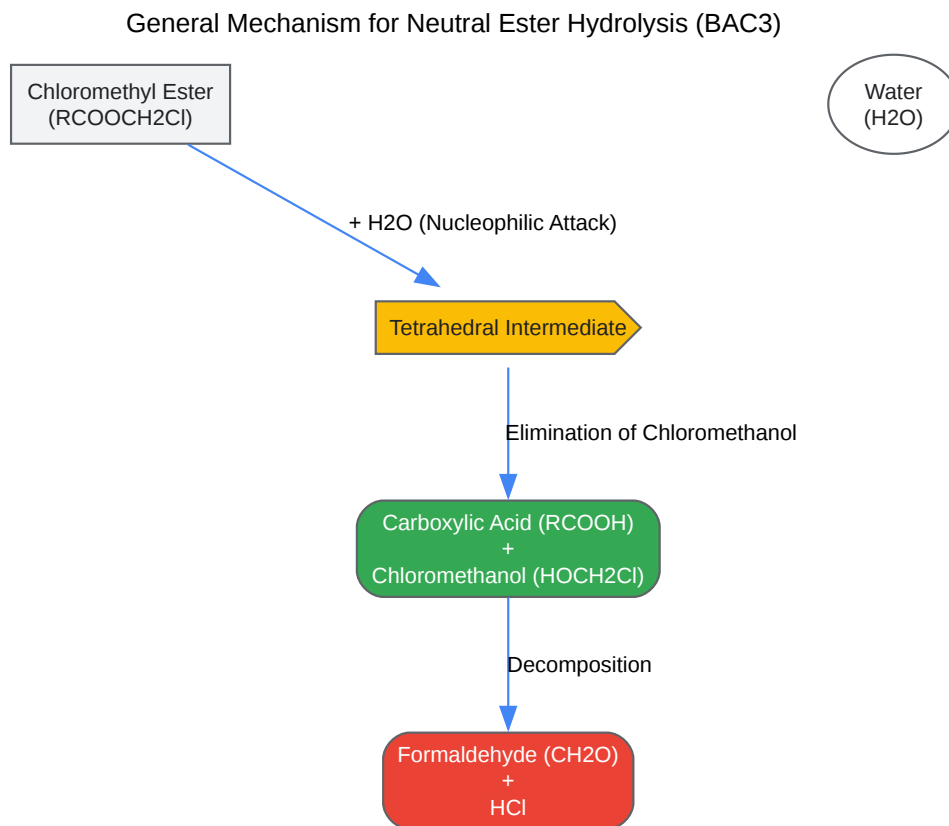 General Mechanism for Neutral Ester Hydrolysis (BAC3)
Chloromethyl Ester
(RCOOCH2Cl)
Water
(H2O)
+ H2O (Nucleophilic Attack)
Tetrahedral Intermediate
Elimination of Chloromethanol
Carboxylic Acid (RCOOH)
+
Chloromethanol (HOCH2Cl)
Decomposition
Formaldehyde (CH2O)
+
HCl